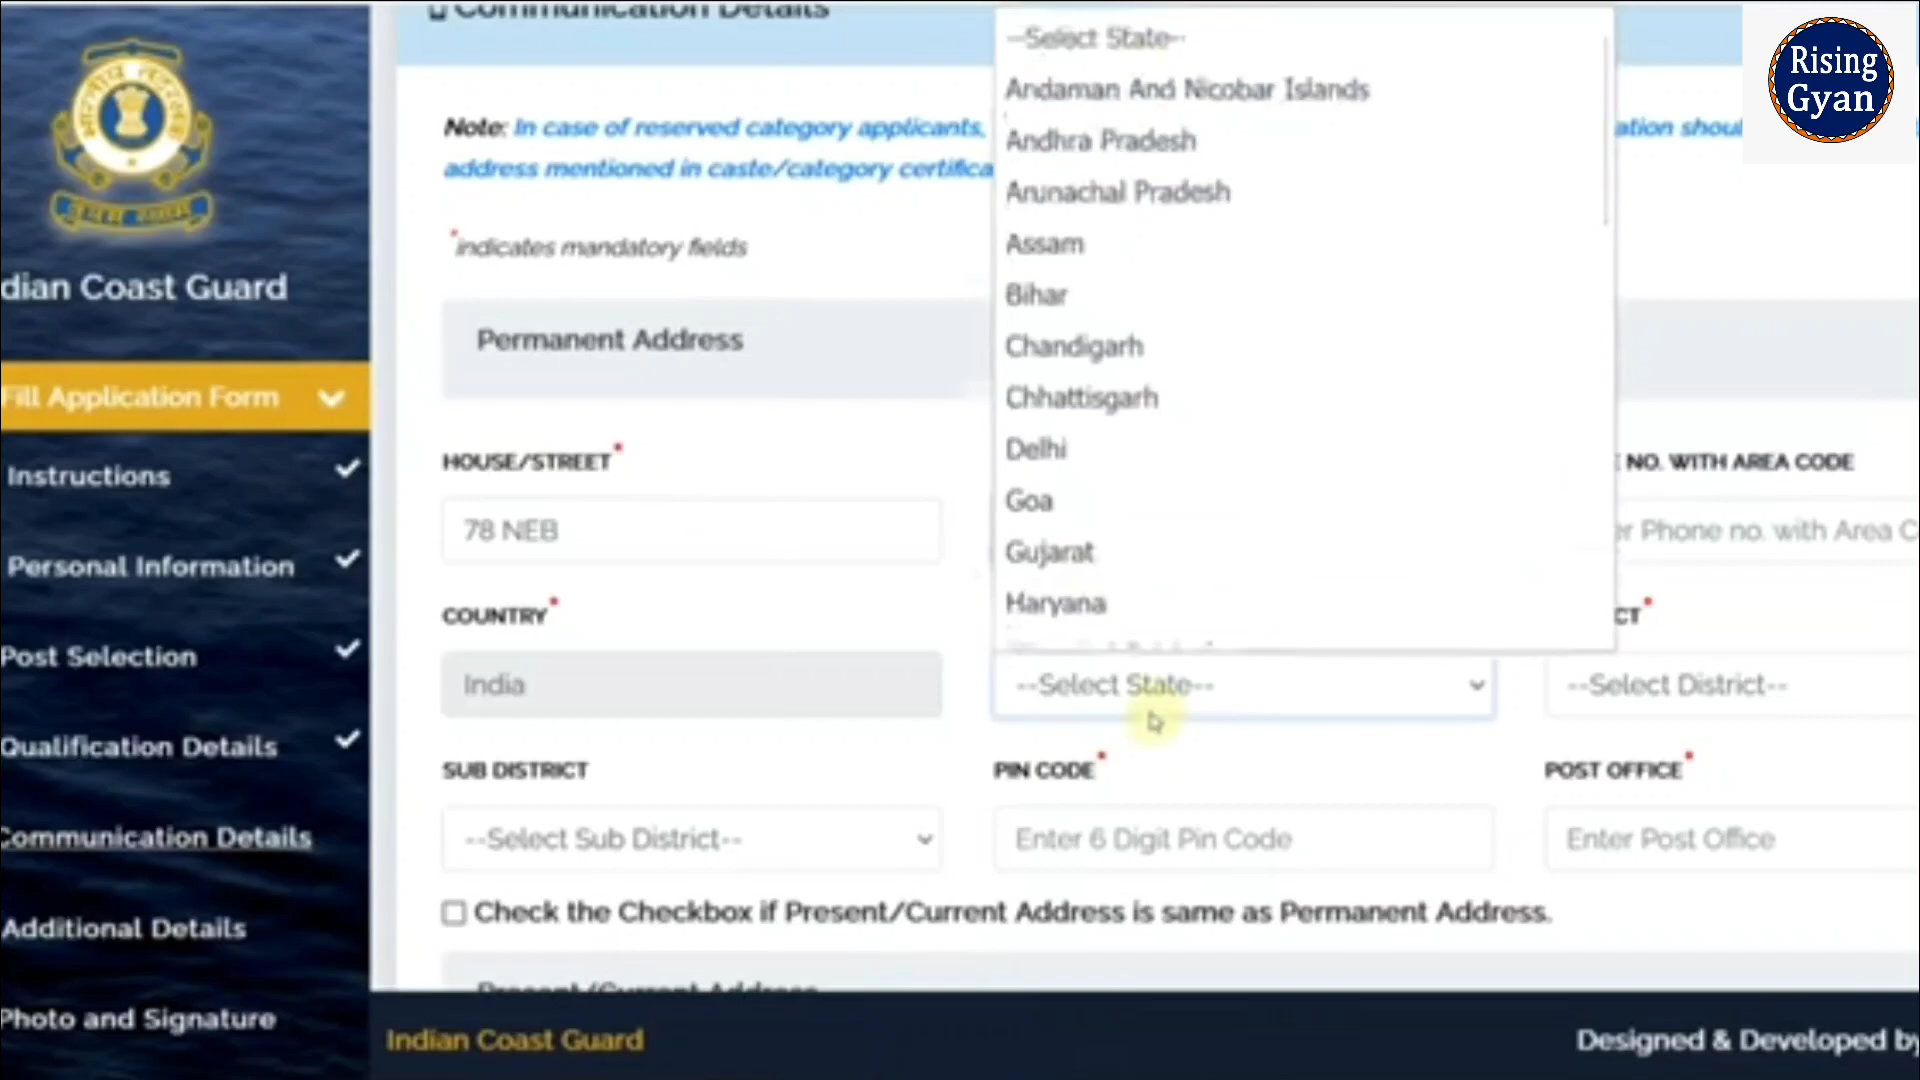 Communication Details
Rising
Gyan
Note: In case of reserved category applicants,
address mentioned in caste/category
*indicates mandatory fields
dian Coast Guard
Permanent Address
Fill Application Form
Instructions
Personal Information
Post Selection
Qualification Details
Communication Details
Additional Details
Photo and Signature
HOUSE/STREET*
78 NEB
NO. WITH AREA CODE
Phone no. with Area C
COUNTRY*
India
--Select State--
Andaman And Nicobar Islands
Andhra Pradesh
Arunachal Pradesh
Assam
Bihar
Chandigarh
Chhattisgarh
Delhi
Goa
Gujarat
Haryana
--Select State--
CT*
--Select District--
SUB DISTRICT
--Select Sub District--
PIN CODE*
Enter 6 Digit Pin Code
POST OFFICE*
Enter Post Office
Check the Checkbox if Present/Current Address is same as Permanent Address.
Present/Current Address
Indian Coast Guard
Designed & Developed by